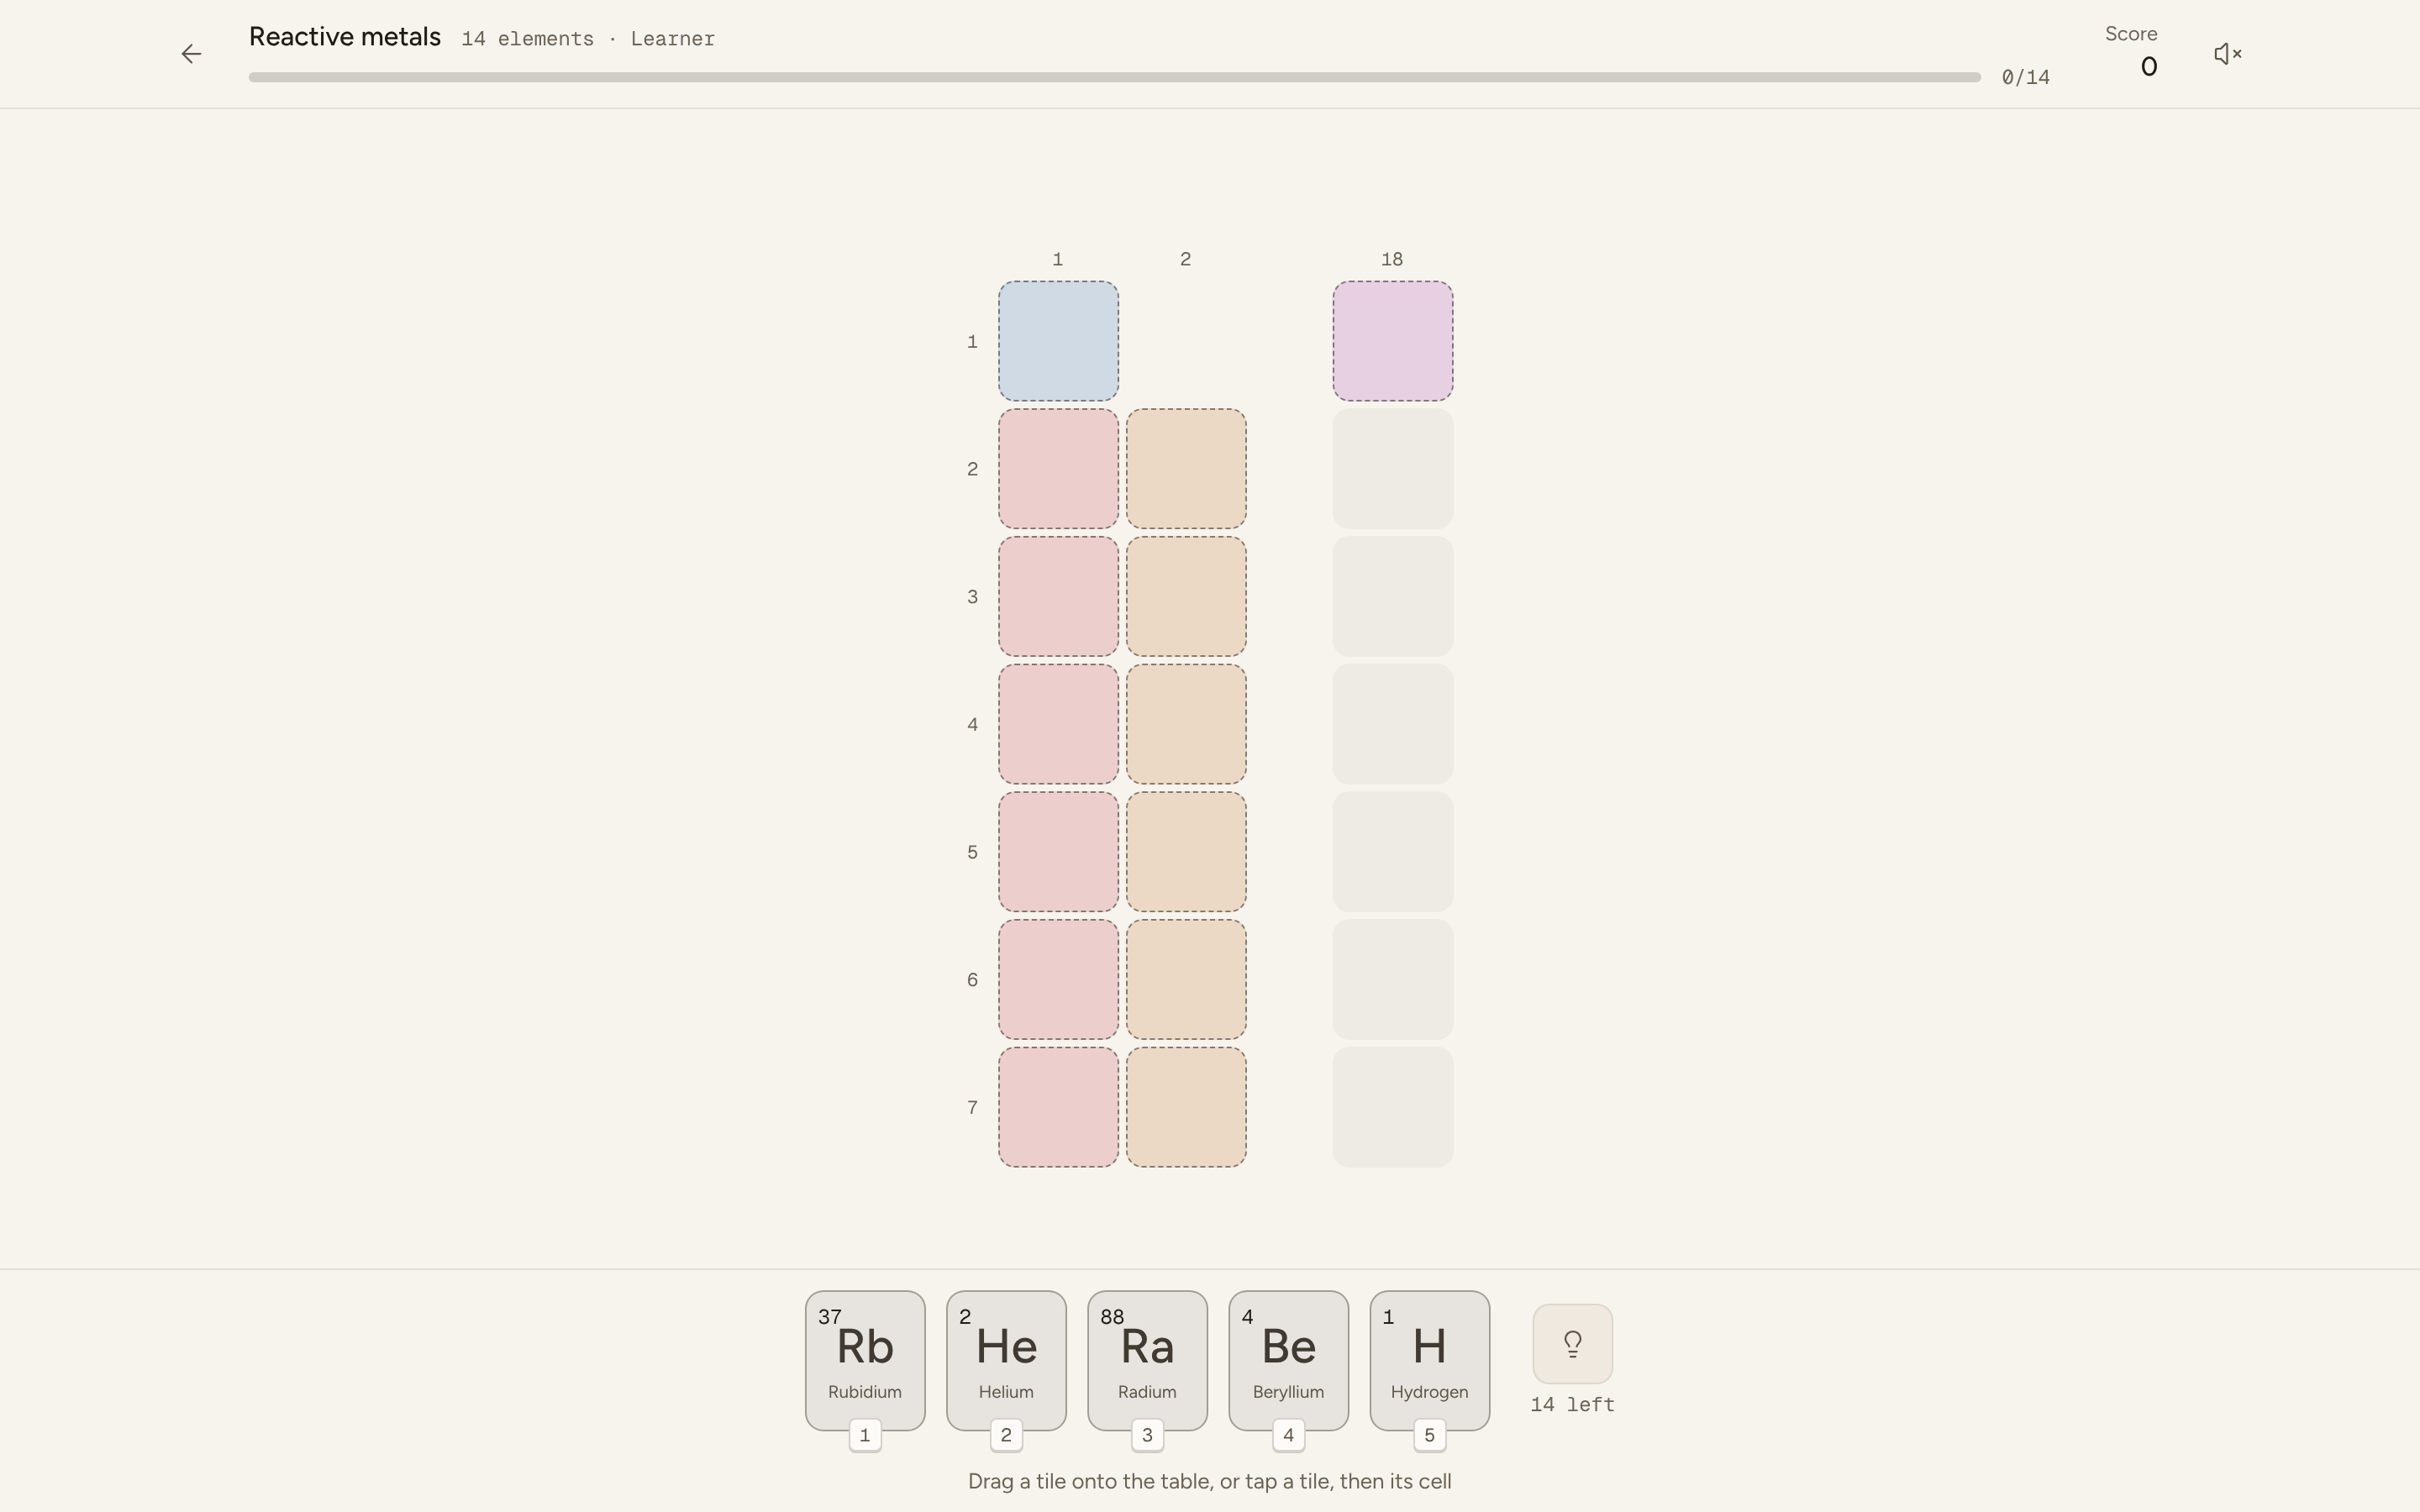 Reactive metals 14 elements · Learner
0/14
Score
0
1 2 18
1
2
3
4
5
6
7
37
Rb
Rubidium
1
2
He
Helium
2
88
Ra
Radium
3
4
Be
Beryllium
4
1
H
Hydrogen
5
14 left
Drag a tile onto the table, or tap a tile, then its cell